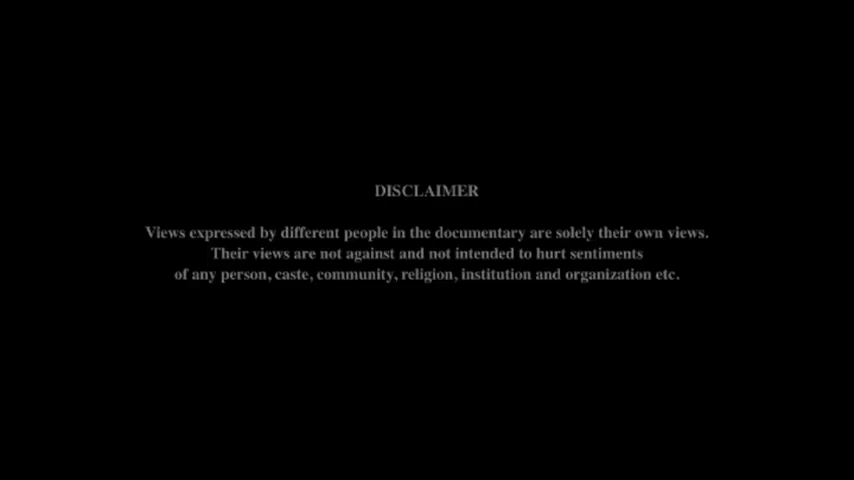 DISCLAIMER
Views expressed by different people in the documentary are solely their own views.
Their views are not against and not intended to hurt sentiments
of any person, caste, community, religion, institution and organization etc.